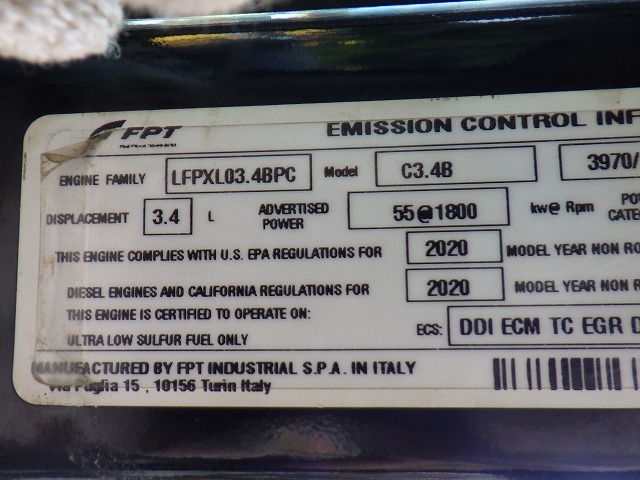 FPT EMISSION CONTROL INF
ENGINE FAMILY LFPXL03.4BPC Model C3.4B 3970/
DISPLACEMENT 3.4 L ADVERTISED POWER 55@1800 kw@ Rpm PO CATE
THIS ENGINE COMPLIES WITH U.S. EPA REGULATIONS FOR 2020 MODEL YEAR NON RO
DIESEL ENGINES AND CALIFORNIA REGULATIONS FOR 2020 MODEL YEAR NON R
THIS ENGINE IS CERTIFIED TO OPERATE ON:
ULTRA LOW SULFUR FUEL ONLY ECS: DDI ECM TC EGR D
MANUFACTURED BY FPT INDUSTRIAL S.P.A. IN ITALY
Via Puglia 15 , 10156 Turin Italy